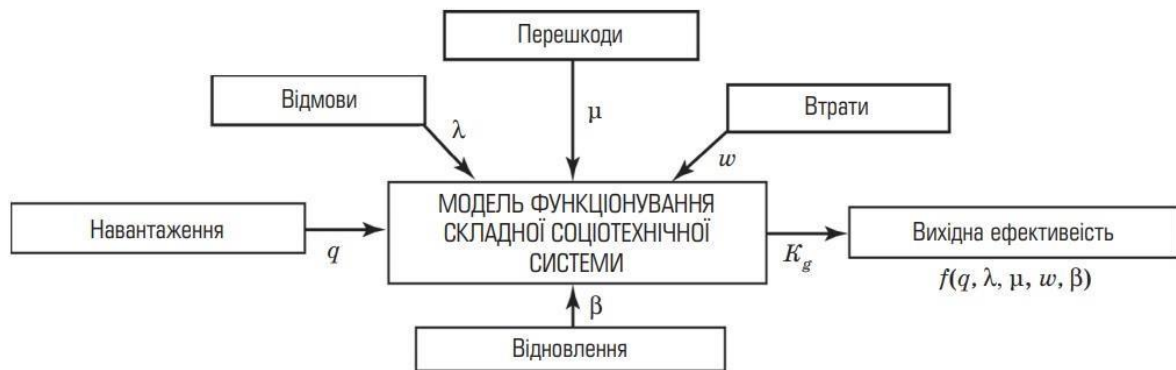 Перешкоди
Відмови
Втрати
λ
μ
w
Навантаження
q
МОДЕЛЬ ФУНКЦІОНУВАННЯ
СКЛАДНОЇ СОЦІОТЕХНІЧНОЇ
СИСТЕМИ
K_g
Вихідна ефективеість
f(q, λ, μ, w, β)
β
Відновлення